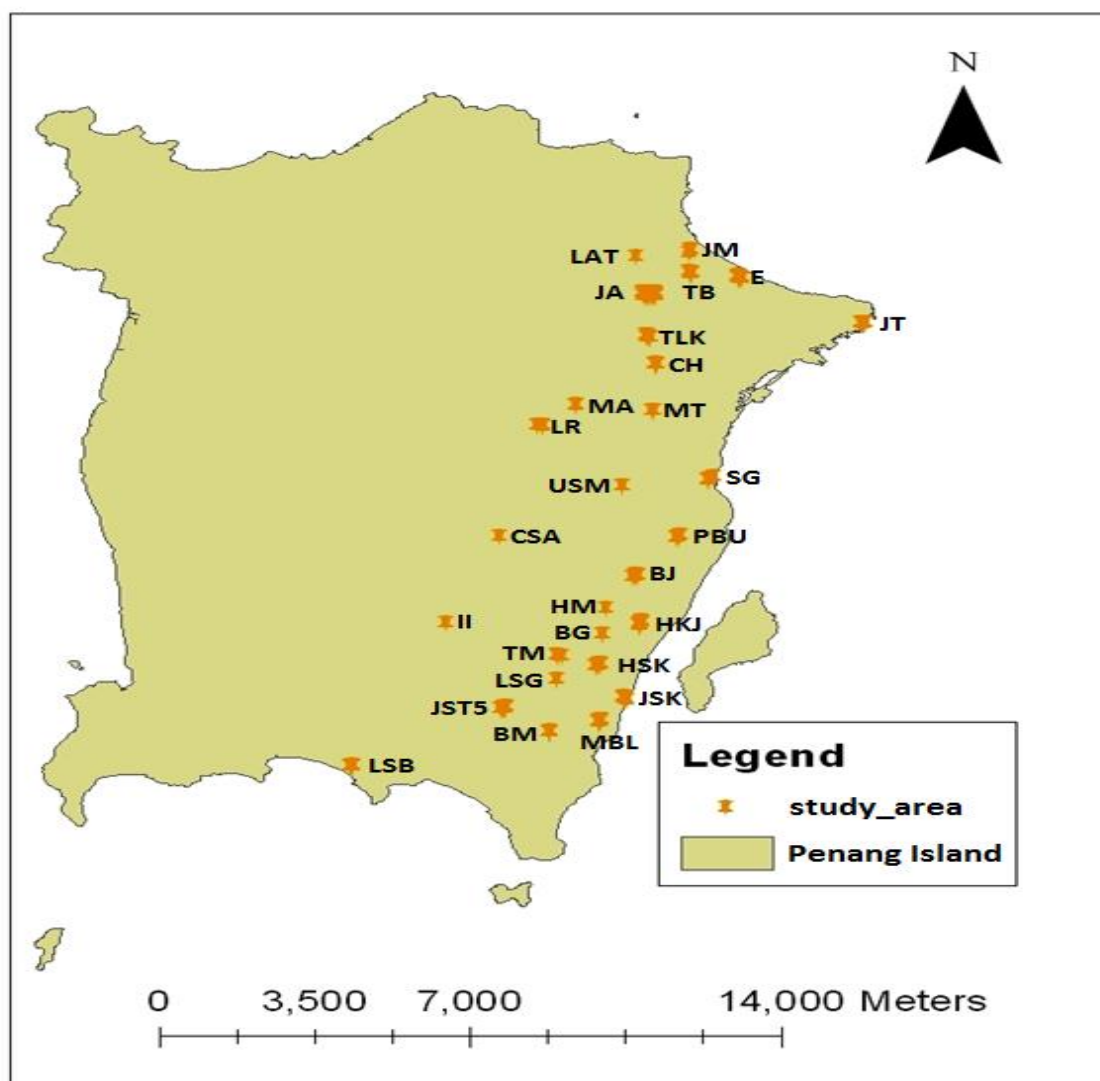 N
LAT
JM
E
JA
TB
JT
TLK
CH
MA
MT
LR
SG
USM
CSA
PBU
BJ
HM
II
HKJ
BG
TM
HSK
LSG
JSK
JST5
BM
MBL
LSB
Legend
study_area
Penang Island
0 3,500 7,000 14,000 Meters